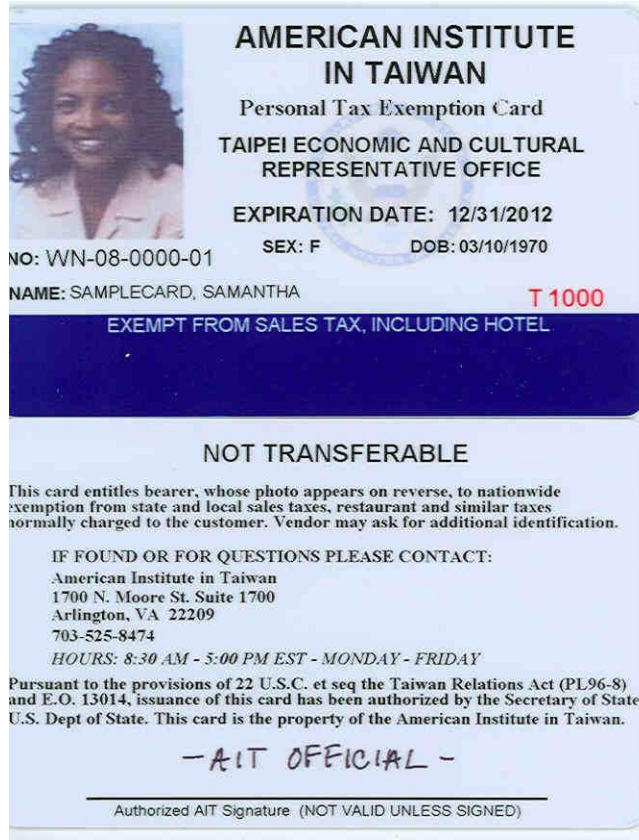 AMERICAN INSTITUTE
IN TAIWAN
Personal Tax Exemption Card
TAIPEI ECONOMIC AND CULTURAL
REPRESENTATIVE OFFICE
EXPIRATION DATE: 12/31/2012
SEX: F DOB: 03/10/1970
NO: WN-08-0000-01
NAME: SAMPLECARD, SAMANTHA
T 1000
EXEMPT FROM SALES TAX, INCLUDING HOTEL
NOT TRANSFERABLE
This card entitles bearer, whose photo appears on reverse, to nationwide
exemption from state and local sales taxes, restaurant and similar taxes
normally charged to the customer. Vendor may ask for additional identification.
IF FOUND OR FOR QUESTIONS PLEASE CONTACT:
American Institute in Taiwan
1700 N. Moore St. Suite 1700
Arlington, VA 22209
703-525-8474
HOURS: 8:30 AM - 5:00 PM EST - MONDAY - FRIDAY
Pursuant to the provisions of 22 U.S.C. et seq the Taiwan Relations Act (PL96-8)
and E.O. 13014, issuance of this card has been authorized by the Secretary of State
U.S. Dept of State. This card is the property of the American Institute in Taiwan.
- AIT OFFICIAL -
Authorized AIT Signature (NOT VALID UNLESS SIGNED)